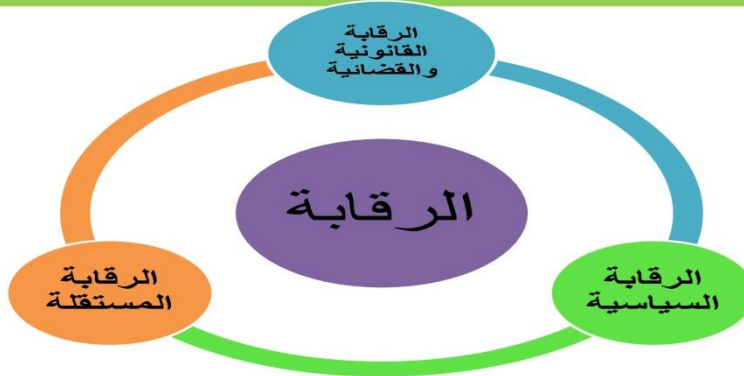 الرقابة
القانونية
والقضائية
الرقابة
الرقابة
السياسية
الرقابة
المستقلة